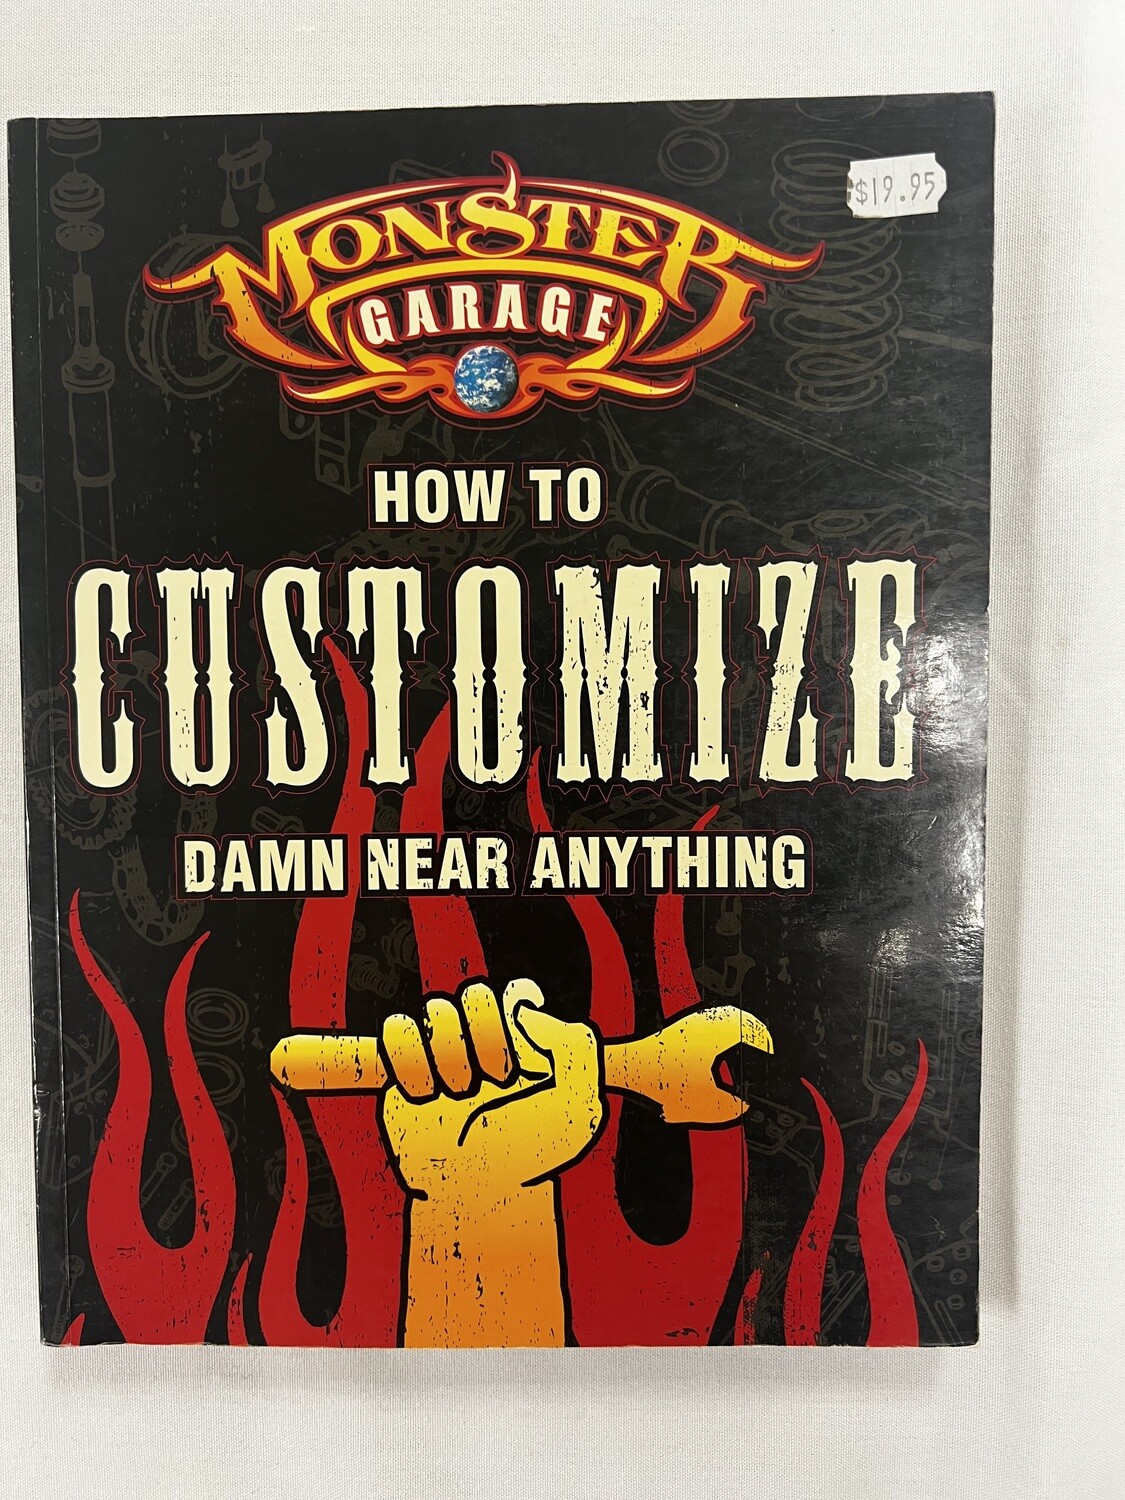 $19.95
MONSTER
GARAGE
HOW TO
CUSTOMIZE
DAMN NEAR ANYTHING